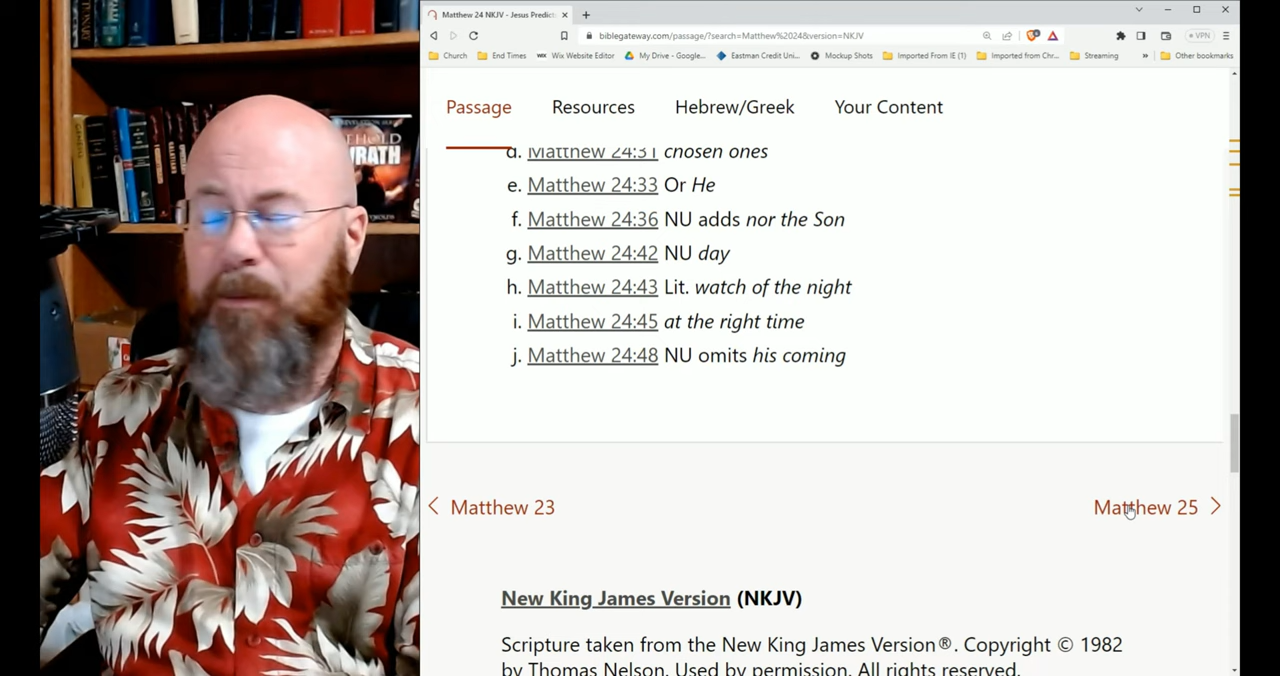 Matthew 24 NKJV - Jesus Predict
biblegateway.com/passage/?search=Matthew%2024&version=NKJV
VPN
Church End Times WIX Wix Website Editor My Drive - Google... Eastman Credit Uni... Mockup Shots Imported From IE (1) Imported from Chr... Streaming » Other bookmarks
Passage Resources Hebrew/Greek Your Content
d. Matthew 24:31 chosen ones
e. Matthew 24:33 Or He
f. Matthew 24:36 NU adds nor the Son
g. Matthew 24:42 NU day
h. Matthew 24:43 Lit. watch of the night
i. Matthew 24:45 at the right time
j. Matthew 24:48 NU omits his coming
Matthew 23
Matthew 25
New King James Version (NKJV)
Scripture taken from the New King James Version®. Copyright © 1982
by Thomas Nelson. Used by permission. All rights reserved.